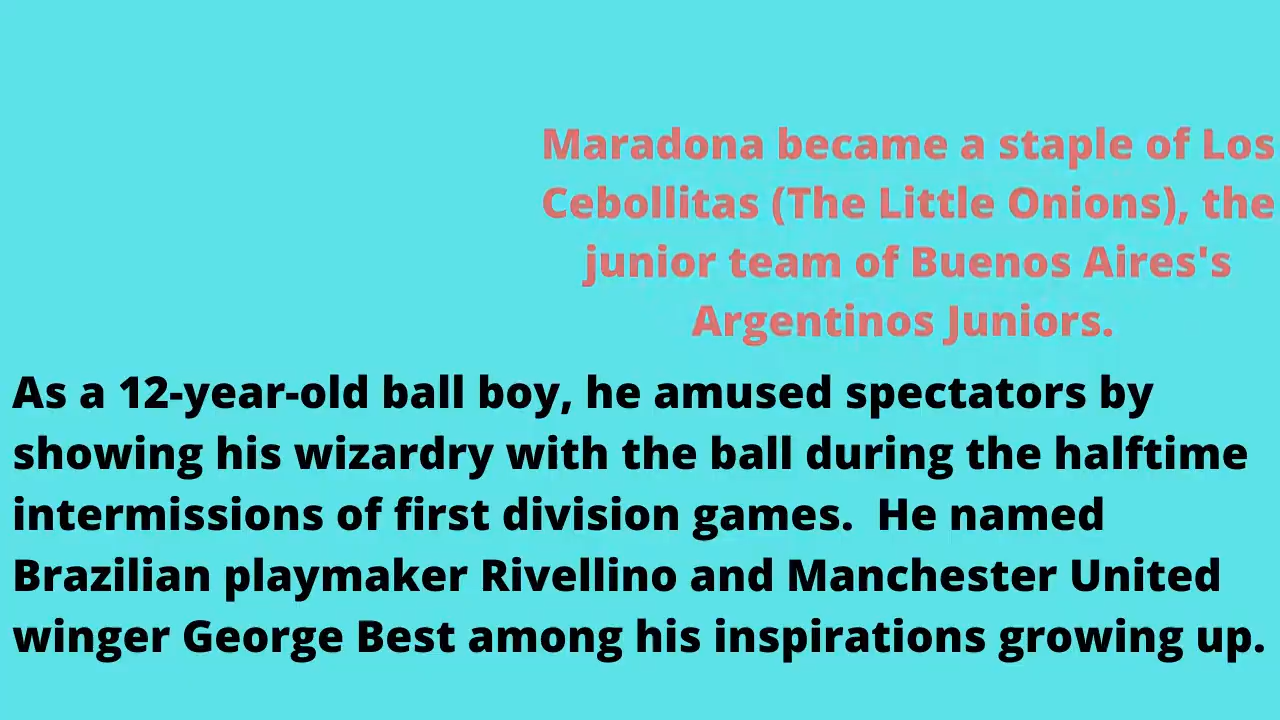 Maradona became a staple of Los
Cebollitas (The Little Onions), the
junior team of Buenos Aires's
Argentinos Juniors.
As a 12-year-old ball boy, he amused spectators by
showing his wizardry with the ball during the halftime
intermissions of first division games.  He named
Brazilian playmaker Rivellino and Manchester United
winger George Best among his inspirations growing up.